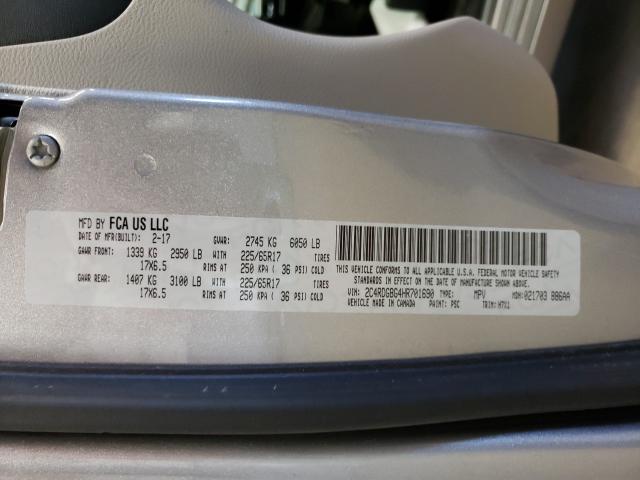 MFD BY FCA US LLC
DATE OF MFR(BUILT): 2-17 GVWR: 2745 KG 6050 LB
GAWR FRONT 1339 KG 2950 LB WITH 225/65R17 TIRES
17X6.5 RIMS AT 250 KPA ( 36 PSI) COLD
GAWR REAR 1407 KG 3100 LB WITH 225/65R17 TIRES
17X6.5 RIMS AT 250 KPA ( 36 PSI) COLD
THIS VEHICLE CONFORMS TO ALL APPLICABLE U.S.A. FEDERAL MOTOR VEHICLE SAFETY
STANDARDS IN EFFECT ON THE DATE OF MANUFACTURE SHOWN ABOVE.
VIN: 2C4RDGBG4HR701690 TYPE: MPV MDH:021703 886AA
VEHICLE MADE IN CANADA PAINT: PSC TRIM: H7X1